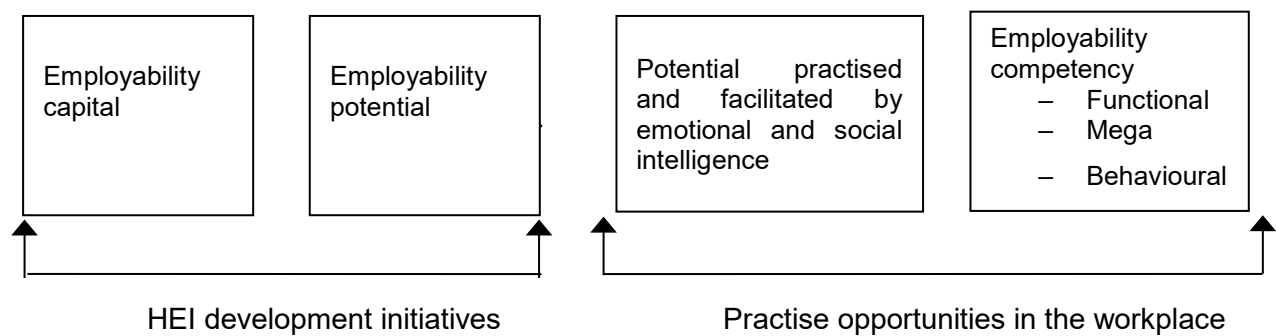 Employability
capital
Employability
potential
Potential practised
and facilitated by
emotional and social
intelligence
Employability
competency
– Functional
– Mega
– Behavioural
HEI development initiatives
Practise opportunities in the workplace